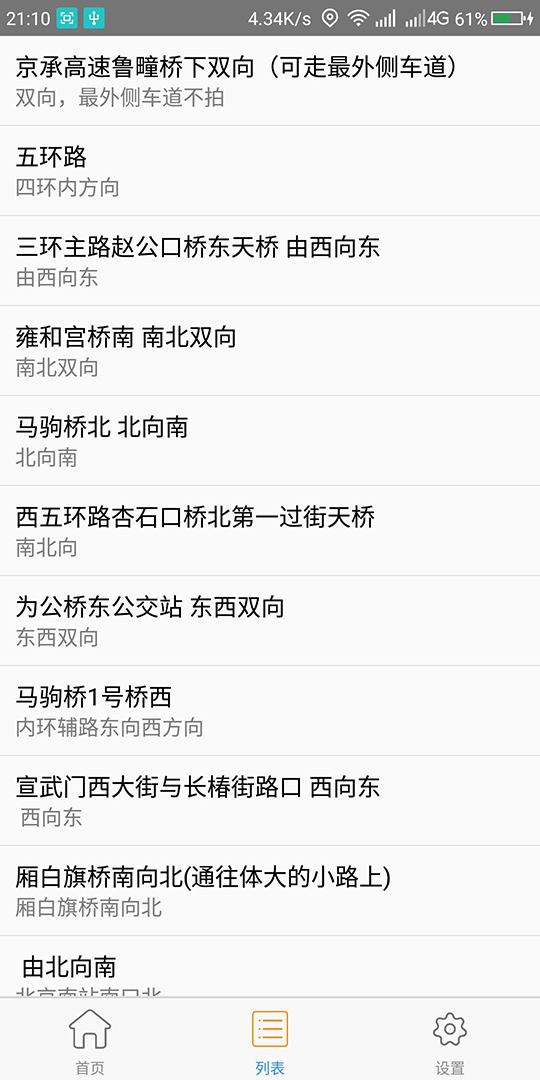 21:10 4.34K/s 4G 61%
京承高速鲁疃桥下双向（可走最外侧车道）
双向，最外侧车道不拍
五环路
四环内方向
三环主路赵公口桥东天桥 由西向东
由西向东
雍和宫桥南 南北双向
南北双向
马驹桥北 北向南
北向南
西五环路杏石口桥北第一过街天桥
南北向
为公桥东公交站 东西双向
东西双向
马驹桥1号桥西
内环辅路东向西方向
宣武门西大街与长椿街路口 西向东
西向东
厢白旗桥南向北(通往体大的小路上)
厢白旗桥南向北
由北向南
北京南站南口北
首页 列表 设置